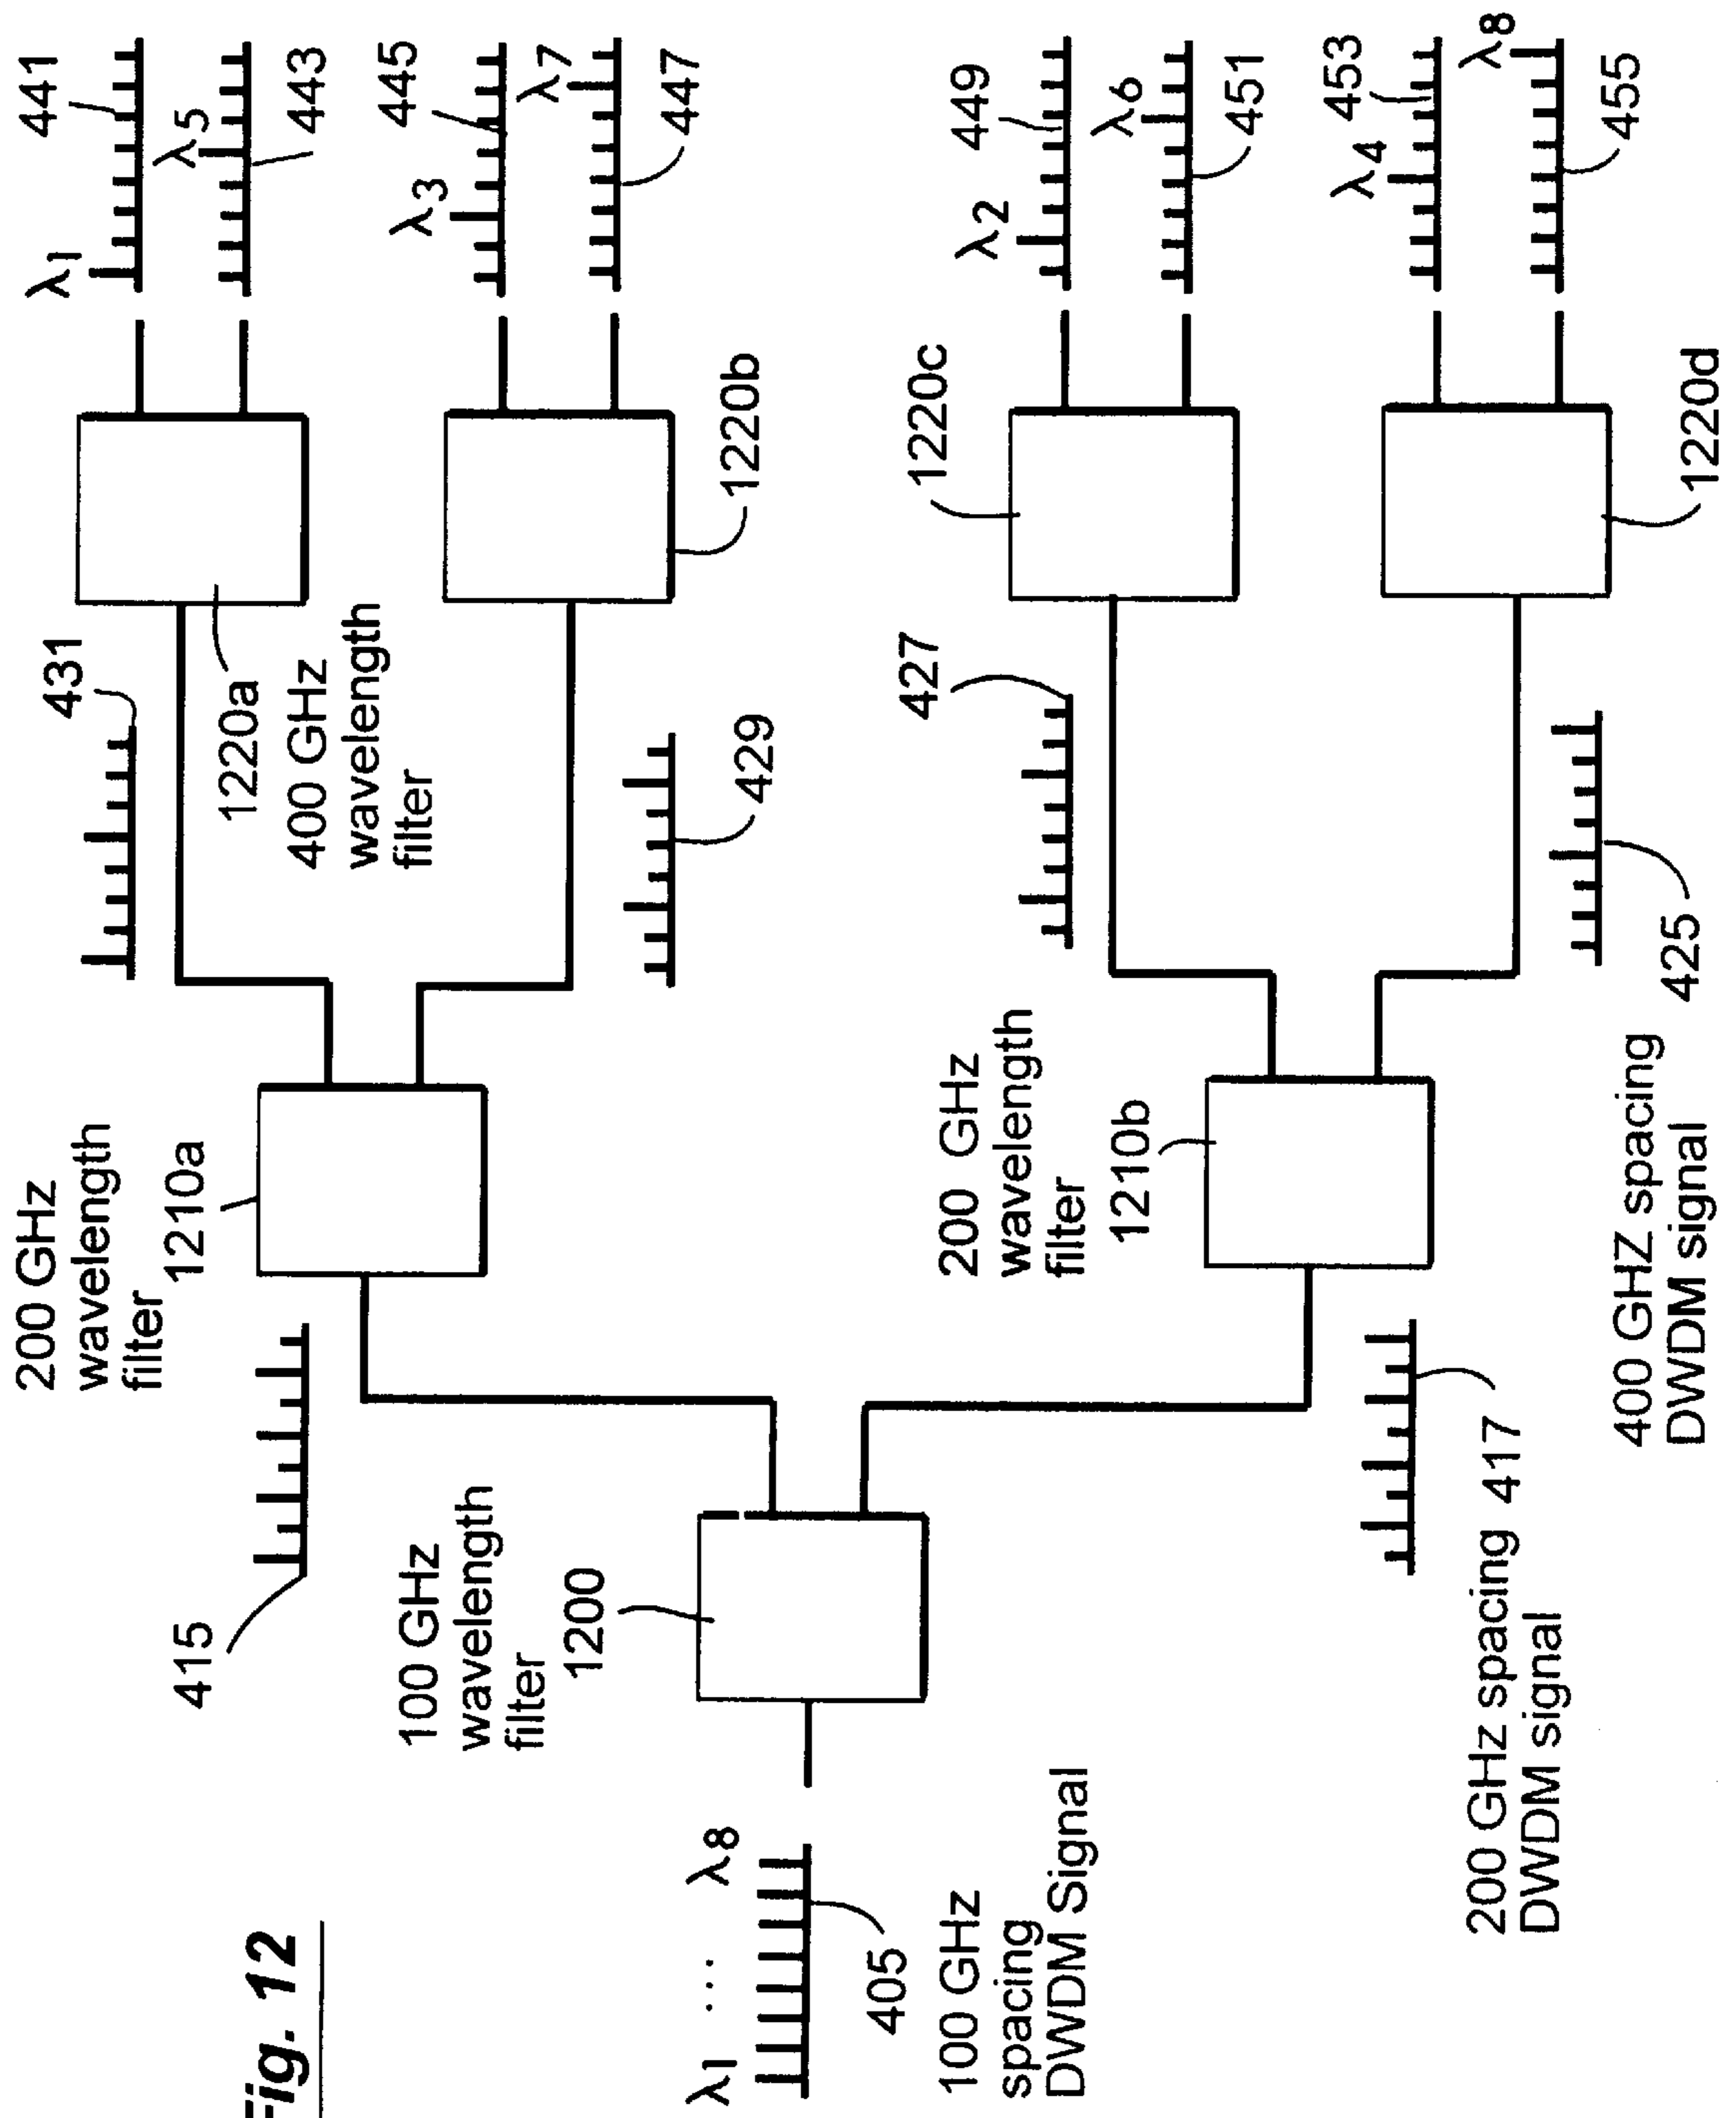 Fig. 12
λ1 ... λ8
405
100 GHz
spacing
DWDM Signal
100 GHz
wavelength
filter
1200
415
200 GHz
wavelength
filter
1210a
417
200 GHz spacing
DWDM signal
200 GHz
wavelength
filter
1210b
431
429
427
425
400 GHZ spacing
DWDM signal
1220a
400 GHz
wavelength
filter
1220b
1220c
1220d
λ1
441
λ5
443
λ3
445
λ7
447
λ2
449
λ6
451
λ4
453
λ8
455